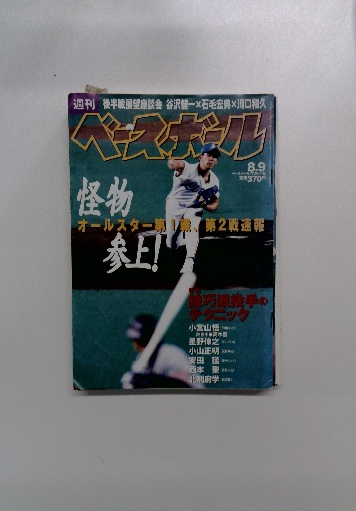 週刊
後半戦展望座談会 谷沢健一×石毛宏典×川口和久
ベースボール
8.9
定価370円
怪物
オールスター第1戦、第2戦速報
参上!
技巧派投手の
テクニック
小宮山悟
星野伸之
小山正明
安田 猛
西本 聖
北別府学